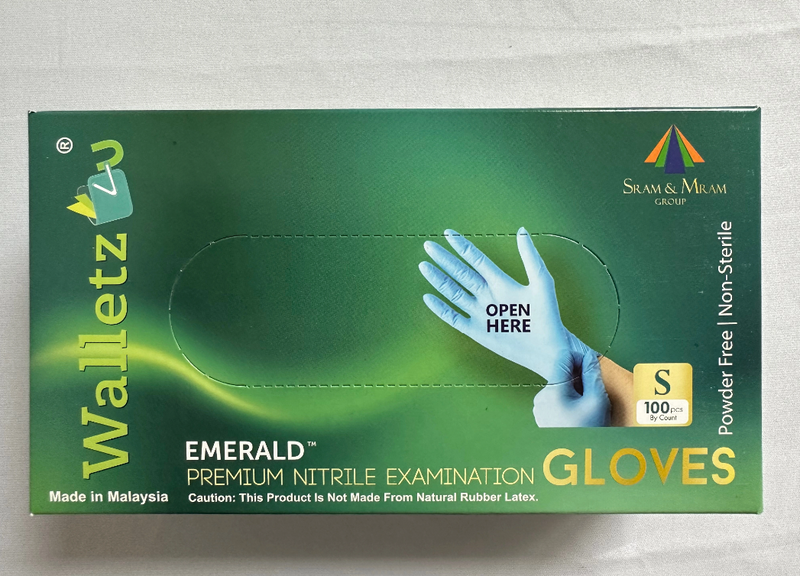 Walletz U®
SRAM & MRAM
GROUP
OPEN
HERE
Powder Free | Non-Sterile
S
100pcs
By Count
EMERALD™
PREMIUM NITRILE EXAMINATION GLOVES
Made in Malaysia
Caution: This Product Is Not Made From Natural Rubber Latex.